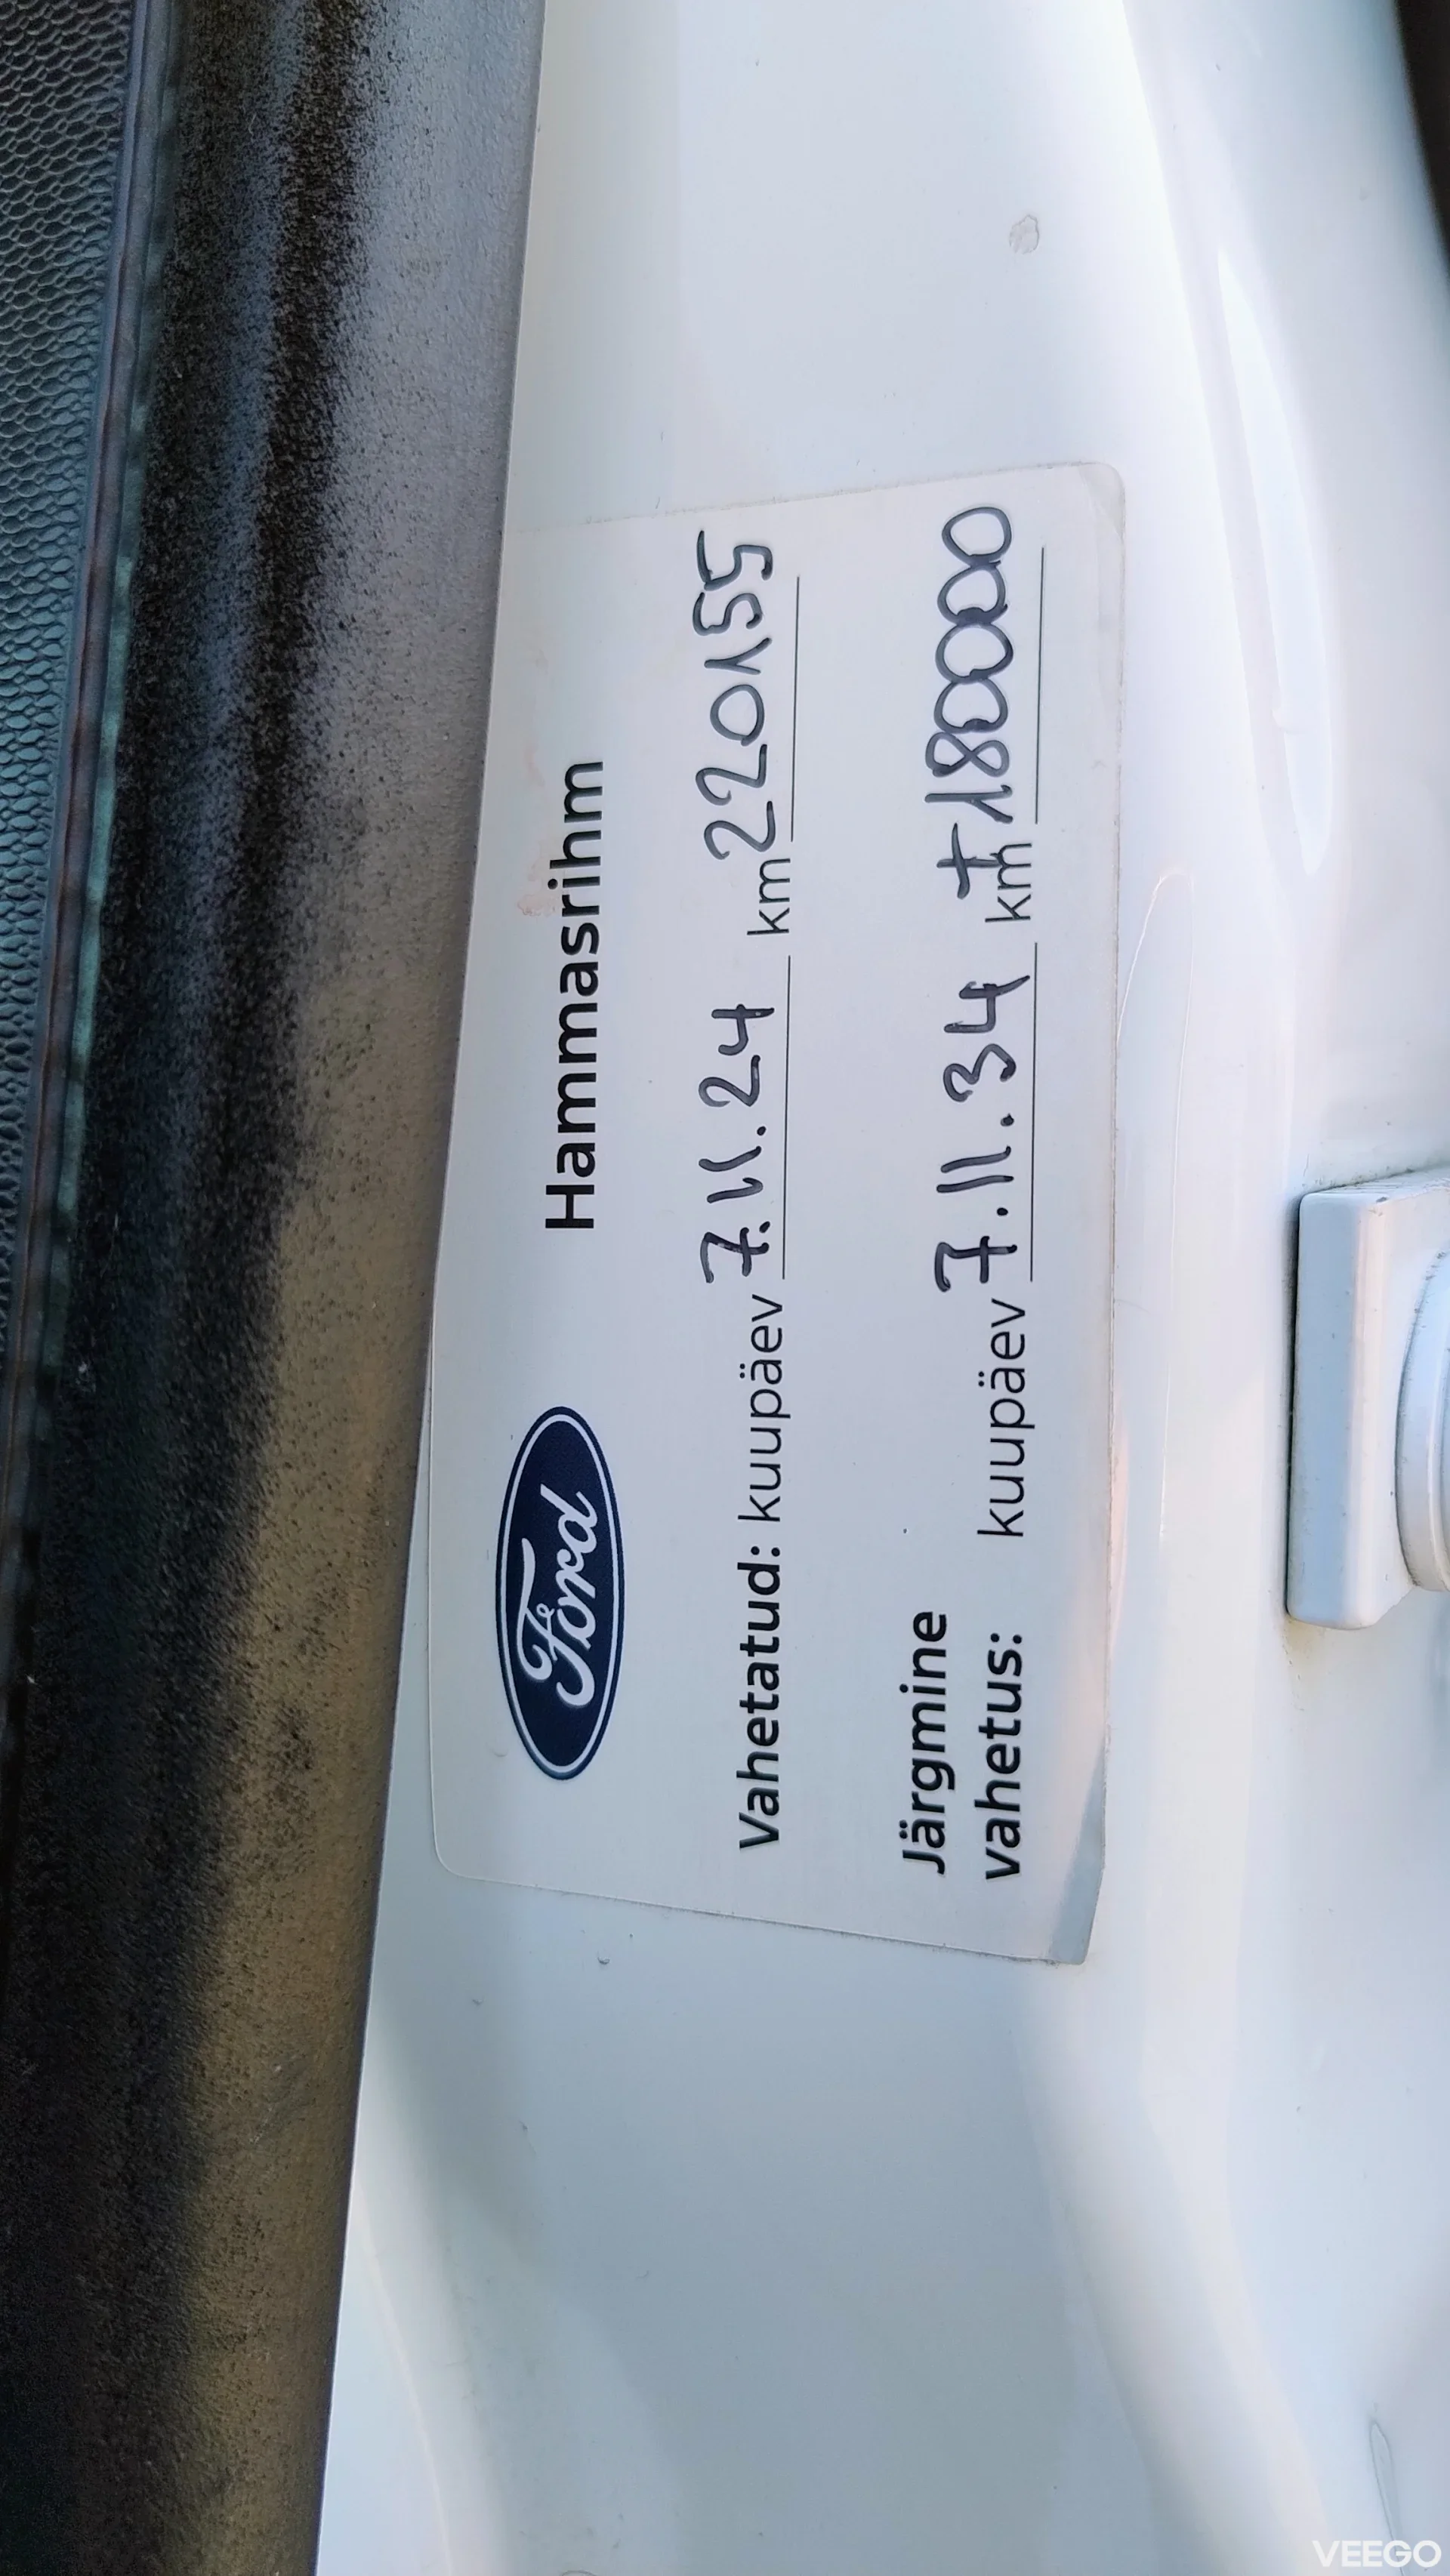 Ford Hammasrihm
Vahetatud: kuupäev 7.11.24 km 220155
Järgmine
vahetus: kuupäev 7.11.34 km +180000
VEEGO